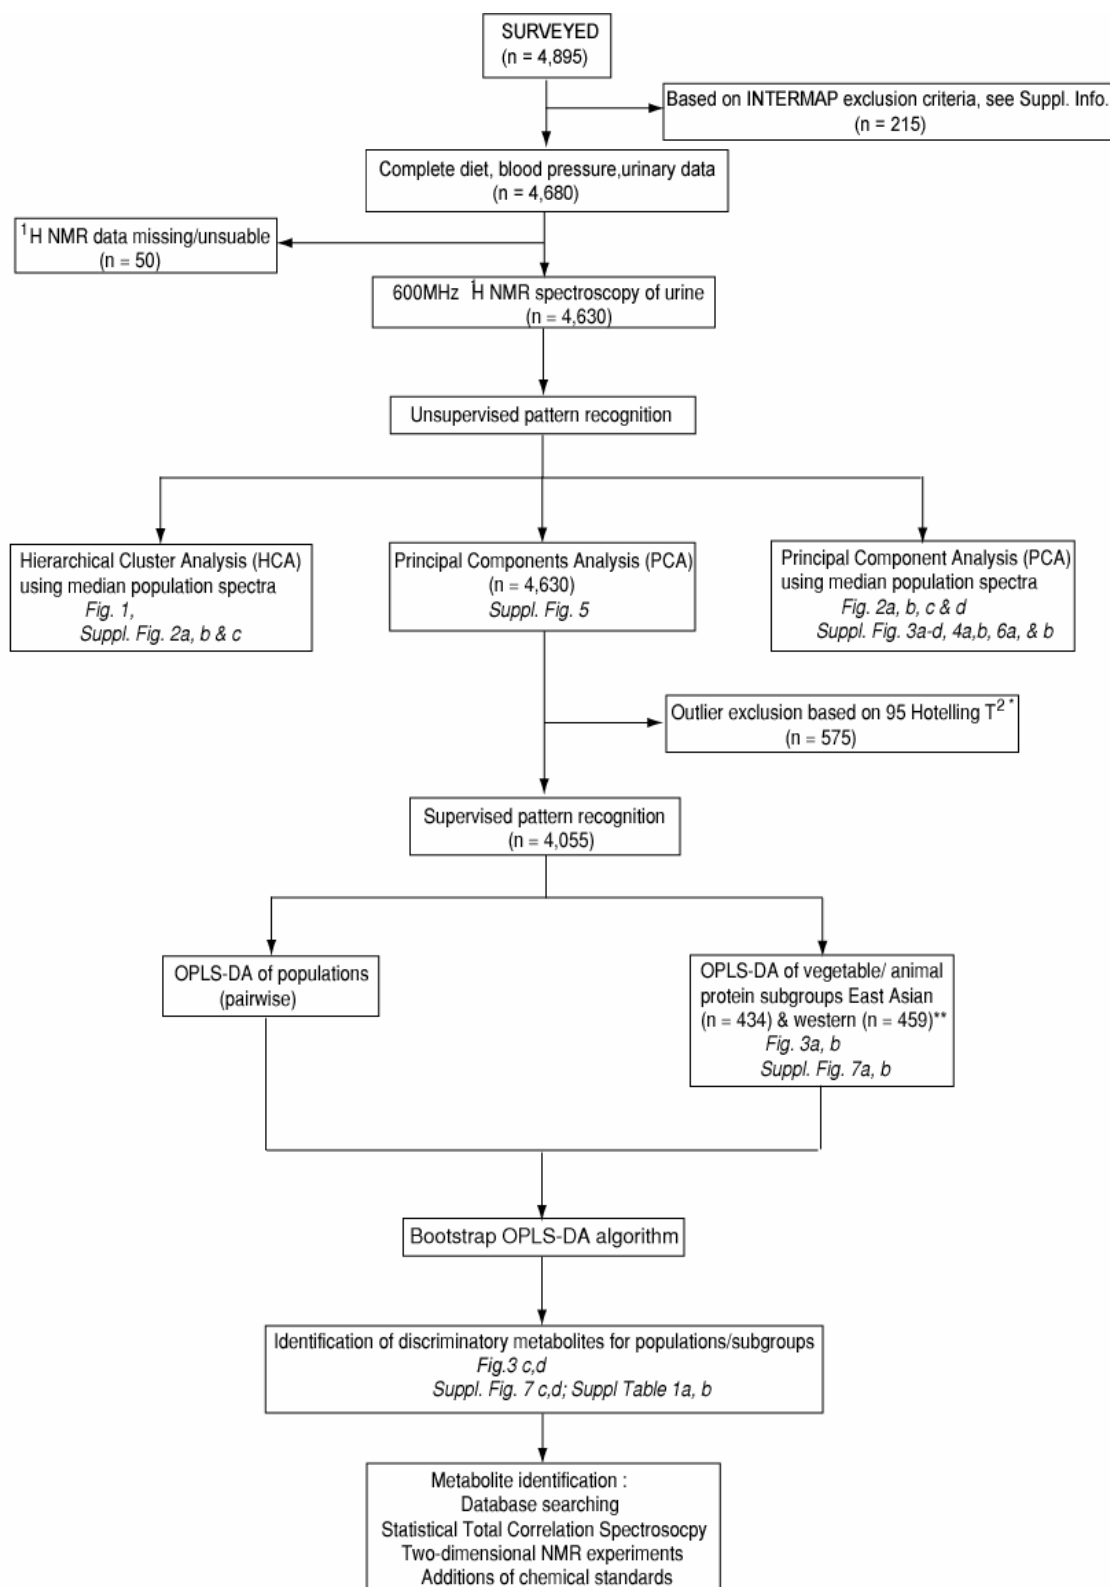 SURVEYED
(n = 4,895)
Based on INTERMAP exclusion criteria, see Suppl. Info.
(n = 215)
Complete diet, blood pressure,urinary data
(n = 4,680)
¹H NMR data missing/unsuable
(n = 50)
600MHz ¹H NMR spectroscopy of urine
(n = 4,630)
Unsupervised pattern recognition
Hierarchical Cluster Analysis (HCA)
using median population spectra
Fig. 1,
Suppl. Fig. 2a, b & c
Principal Components Analysis (PCA)
(n = 4,630)
Suppl. Fig. 5
Principal Component Analysis (PCA)
using median population spectra
Fig. 2a, b, c & d
Suppl. Fig. 3a-d, 4a,b, 6a, & b
Outlier exclusion based on 95 Hotelling T² *
(n = 575)
Supervised pattern recognition
(n = 4,055)
OPLS-DA of populations
(pairwise)
OPLS-DA of vegetable/ animal
protein subgroups East Asian
(n = 434) & western (n = 459)**
Fig. 3a, b
Suppl. Fig. 7a, b
Bootstrap OPLS-DA algorithm
Identification of discriminatory metabolites for populations/subgroups
Fig.3 c,d
Suppl. Fig. 7 c,d; Suppl Table 1a, b
Metabolite identification :
Database searching
Statistical Total Correlation Spectrosocpy
Two-dimensional NMR experiments
Additions of chemical standards